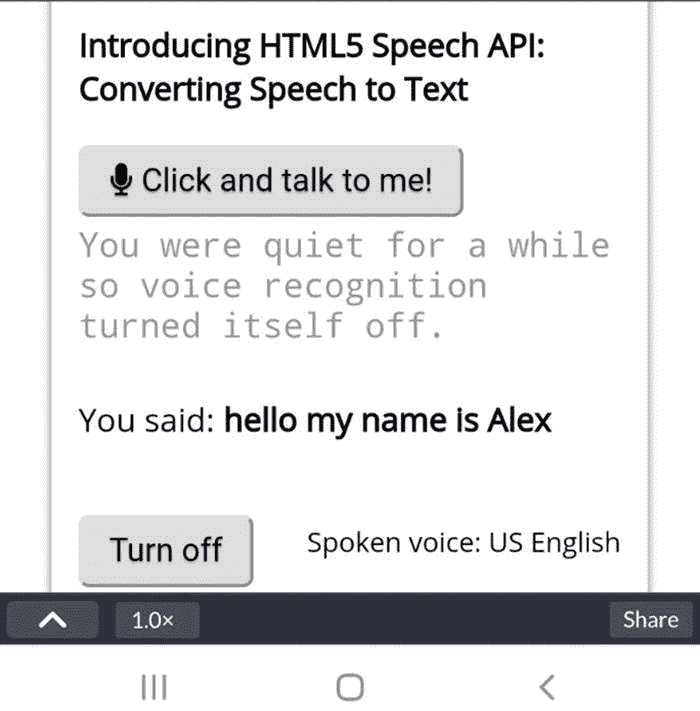 Introducing HTML5 Speech API:
Converting Speech to Text
Click and talk to me!
You were quiet for a while
so voice recognition
turned itself off.
You said: hello my name is Alex
Turn off
Spoken voice: US English
1.0×
Share